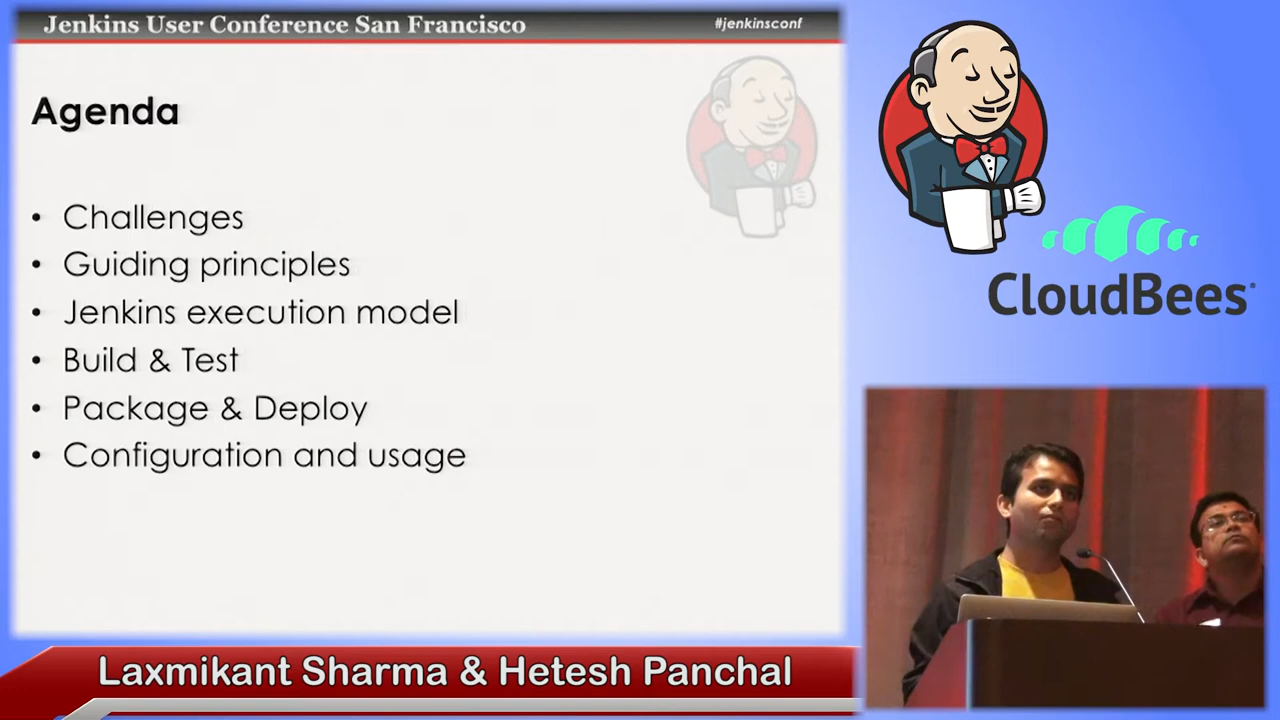 Jenkins User Conference San Francisco
#jenkinsconf
Agenda
• Challenges
• Guiding principles
• Jenkins execution model
• Build & Test
• Package & Deploy
• Configuration and usage
CloudBees
Laxmikant Sharma & Hetesh Panchal